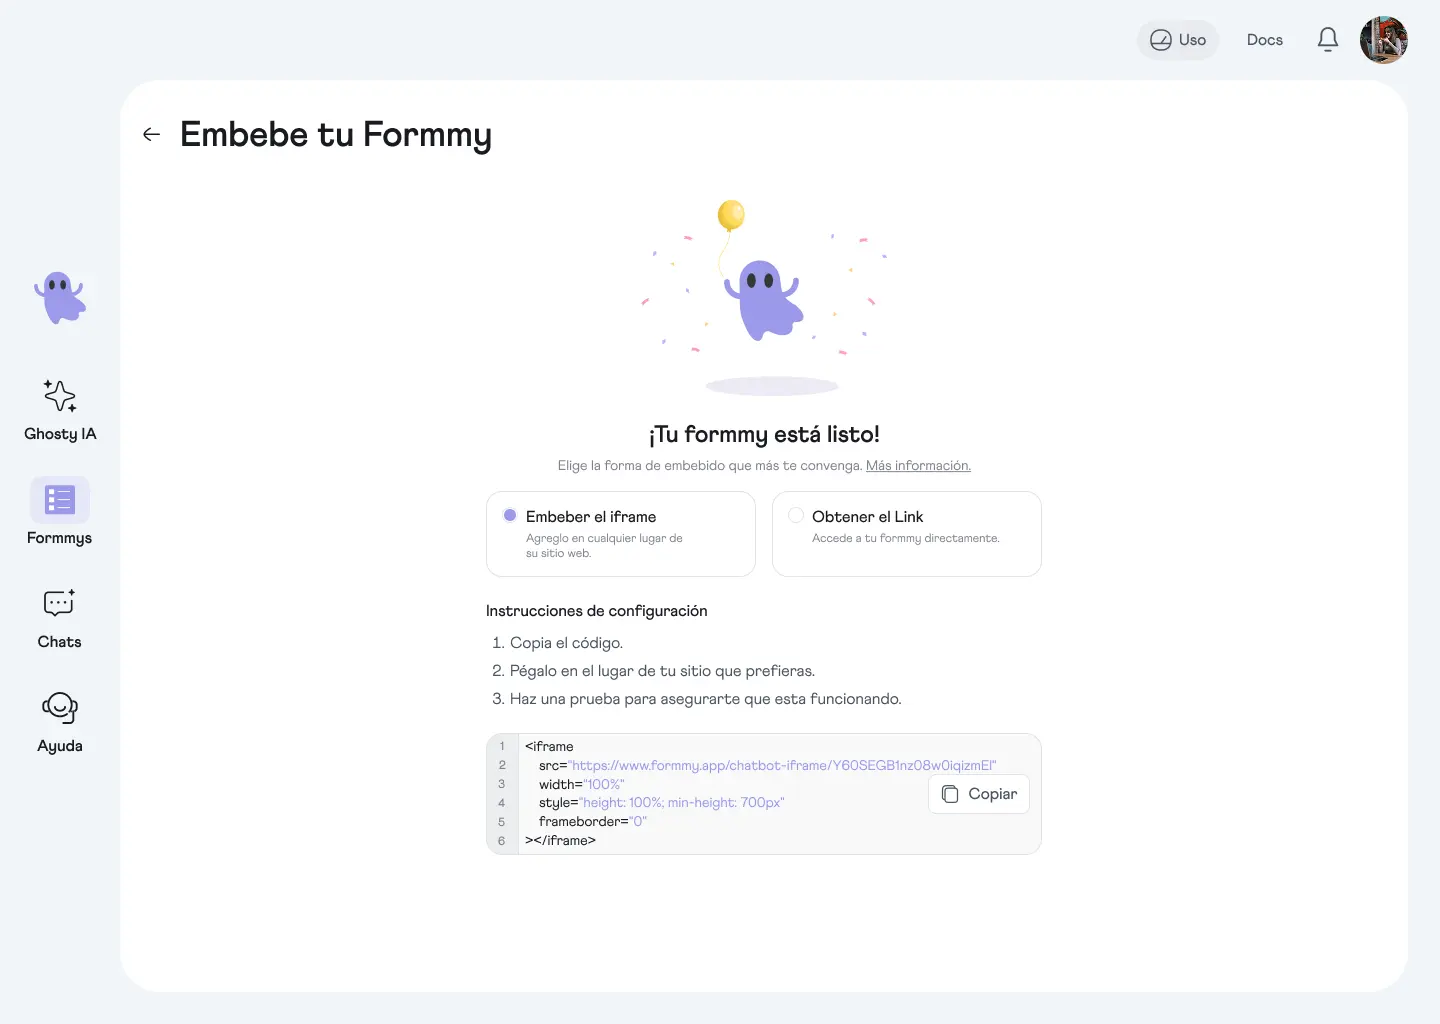 Uso
Docs
Embebe tu Formmy
Ghosty IA
Formmys
Chats
Ayuda
¡Tu formmy está listo!
Elige la forma de embebido que más te convenga. Más información.
Embeber el iframe
Agreglo en cualquier lugar de
su sitio web.
Obtener el Link
Accede a tu formmy directamente.
Instrucciones de configuración
1. Copia el código.
2. Pégalo en el lugar de tu sitio que prefieras.
3. Haz una prueba para asegurarte que esta funcionando.
1 <iframe
2 src="https://www.formmy.app/chatbot-iframe/Y60SEGB1nz08w0iqizmEl"
3 width="100%"
4 style="height: 100%; min-height: 700px"
5 frameborder="0"
6 ></iframe>
Copiar